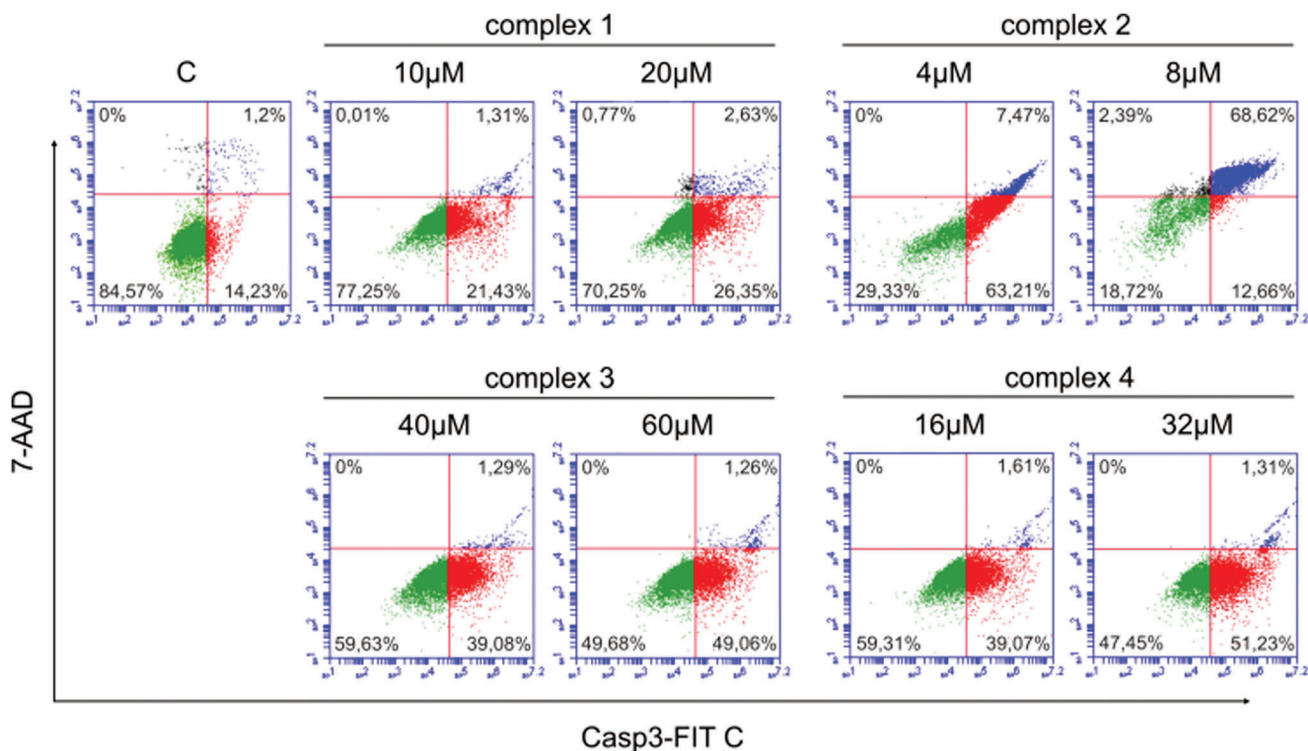 complex 1
complex 2
C
10µM
20µM
4µM
8µM
0%
1,2%
84,57%
14,23%
0,01%
1,31%
77,25%
21,43%
0,77%
2,63%
70,25%
26,35%
0%
7,47%
29,33%
63,21%
2,39%
68,62%
18,72%
12,66%
complex 3
complex 4
40µM
60µM
16µM
32µM
0%
1,29%
59,63%
39,08%
0%
1,26%
49,68%
49,06%
0%
1,61%
59,31%
39,07%
0%
1,31%
47,45%
51,23%
7-AAD
Casp3-FIT C